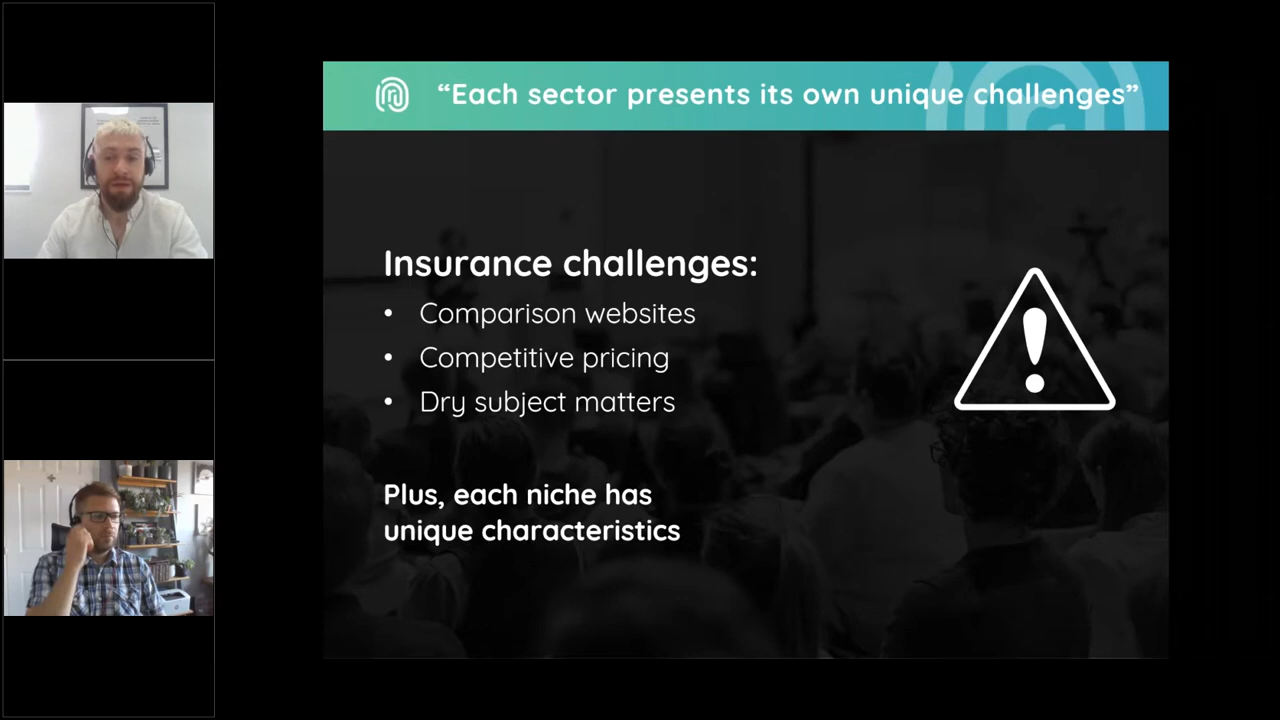 “Each sector presents its own unique challenges”
Insurance challenges:
• Comparison websites
• Competitive pricing
• Dry subject matters
Plus, each niche has
unique characteristics